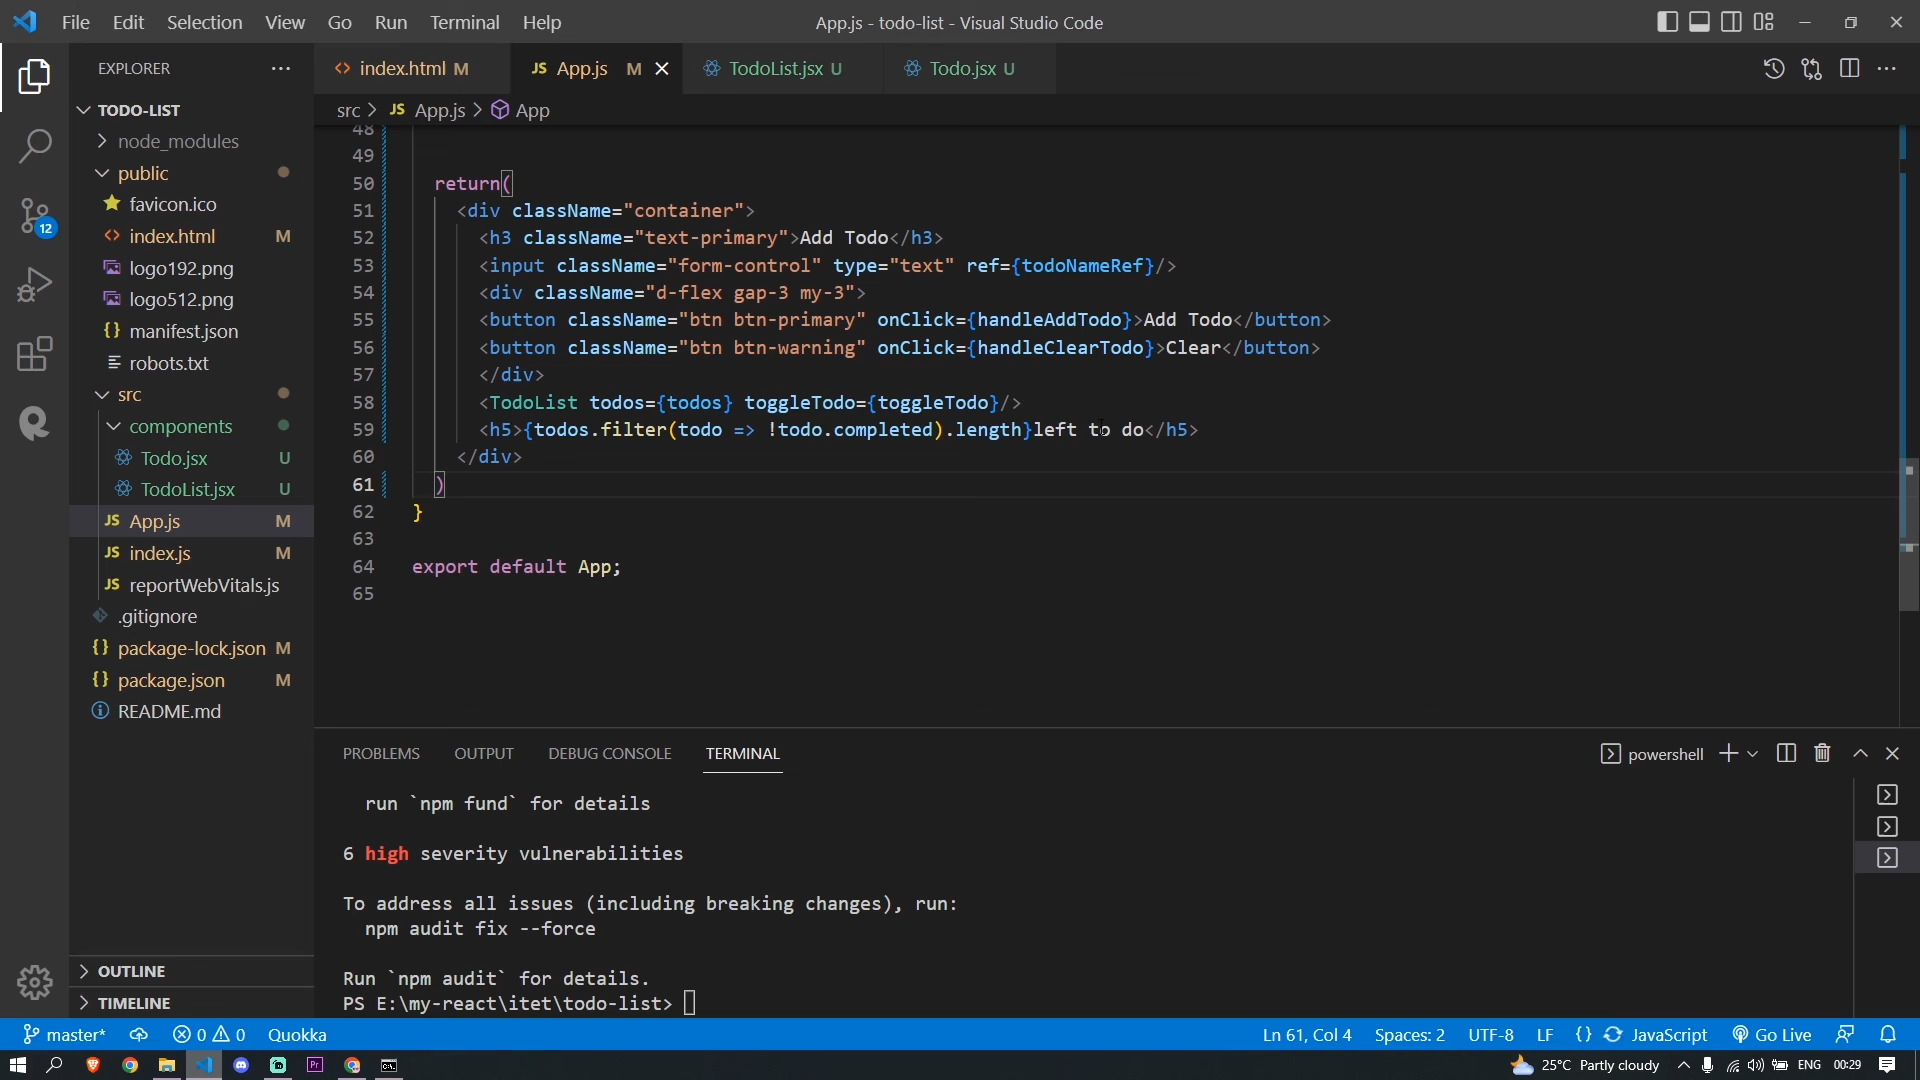 File Edit Selection View Go Run Terminal Help
App.js - todo-list - Visual Studio Code
EXPLORER
index.html M
JS App.js M
TodoList.jsx U
Todo.jsx U
src > JS App.js > App
TODO-LIST
node_modules
public
favicon.ico
index.html M
logo192.png
logo512.png
{} manifest.json
robots.txt
src
components
Todo.jsx U
TodoList.jsx U
JS App.js M
JS index.js M
JS reportWebVitals.js
.gitignore
{} package-lock.json M
{} package.json M
README.md
OUTLINE
TIMELINE
12
48
49
50 return(
51 <div className="container">
52 <h3 className="text-primary">Add Todo</h3>
53 <input className="form-control" type="text" ref={todoNameRef}/>
54 <div className="d-flex gap-3 my-3">
55 <button className="btn btn-primary" onClick={handleAddTodo}>Add Todo</button>
56 <button className="btn btn-warning" onClick={handleClearTodo}>Clear</button>
57 </div>
58 <TodoList todos={todos} toggleTodo={toggleTodo}/>
59 <h5>{todos.filter(todo => !todo.completed).length}left to do</h5>
60 </div>
61 )
62 }
63
64 export default App;
65
PROBLEMS OUTPUT DEBUG CONSOLE TERMINAL
powershell
run `npm fund` for details
6 high severity vulnerabilities
To address all issues (including breaking changes), run:
npm audit fix --force
Run `npm audit` for details.
PS E:\my-react\itet\todo-list>
master* 0 0 Quokka
Ln 61, Col 4 Spaces: 2 UTF-8 LF {} JavaScript Go Live
Pr
25°C Partly cloudy ENG 00:29